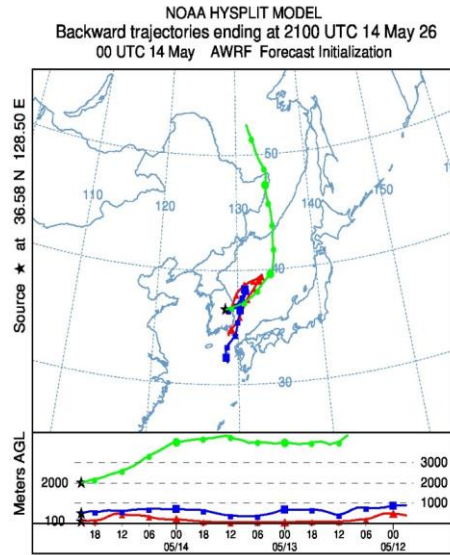 NOAA HYSPLIT MODEL
Backward trajectories ending at 2100 UTC 14 May 26
00 UTC 14 May AWRF Forecast Initialization
Source ★ at 36.58 N 128.50 E
110
120
130
140
150
50
40
30
Meters AGL
2000
100
3000
2000
1000
18 12 06 00 18 12 06 00 18 12 06 00
05/14 05/13 05/12